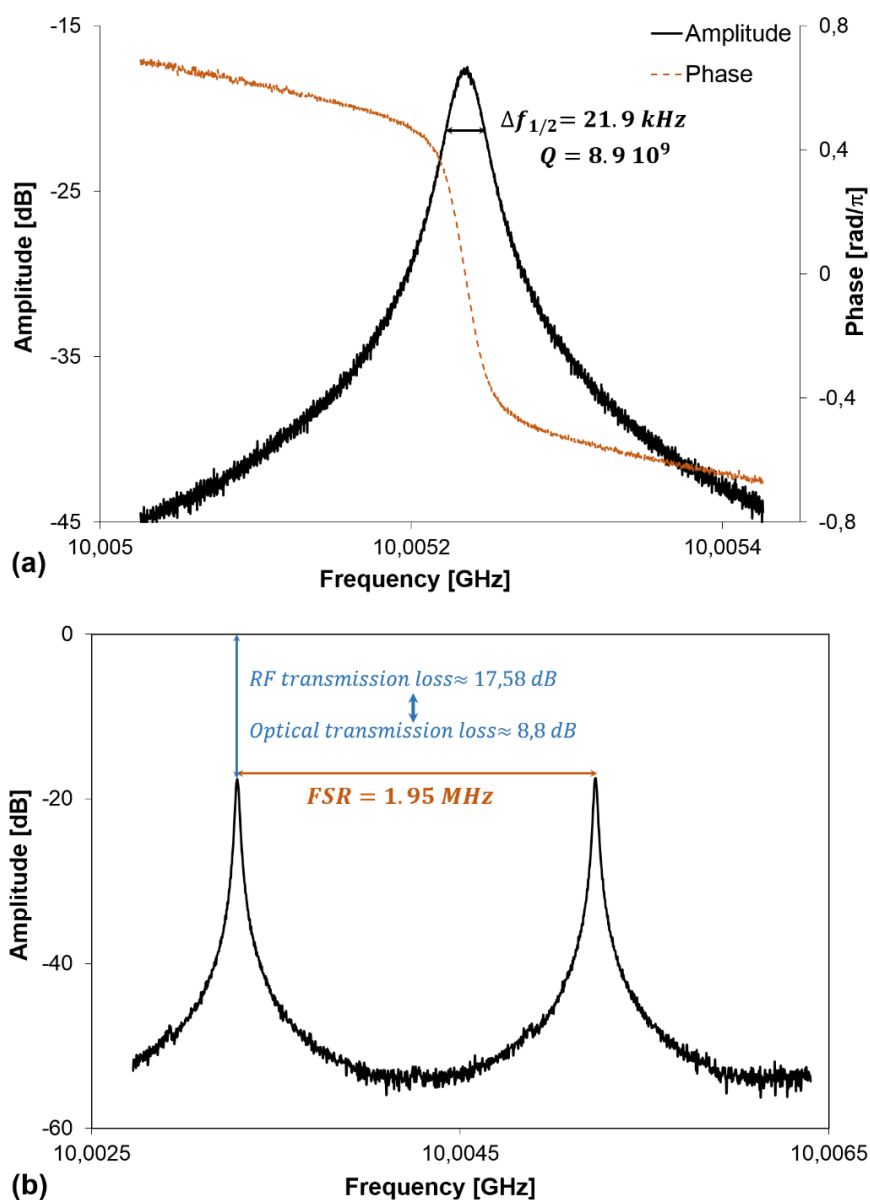 -15
-25
-35
-45
Amplitude [dB]
0,8
0,4
0
-0,4
-0,8
Phase [rad/π]
Amplitude
Phase
Δf₁/₂ = 21.9 kHz
Q = 8.9 10⁹
10,005
10,0052
10,0054
Frequency [GHz]
(a)
0
-20
-40
-60
Amplitude [dB]
RF transmission loss≈ 17,58 dB
Optical transmission loss≈ 8,8 dB
FSR = 1.95 MHz
10,0025
10,0045
10,0065
Frequency [GHz]
(b)